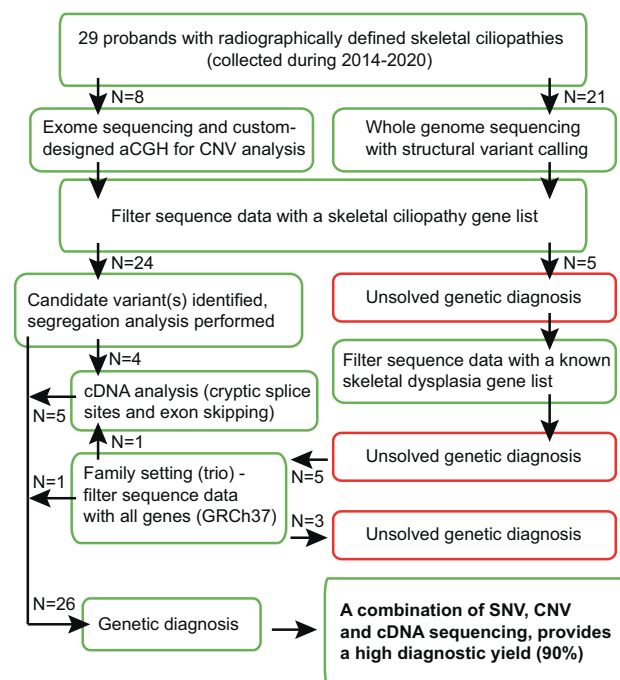 29 probands with radiographically defined skeletal ciliopathies
(collected during 2014-2020)
N=8
N=21
Exome sequencing and custom-
designed aCGH for CNV analysis
Whole genome sequencing
with structural variant calling
Filter sequence data with a skeletal ciliopathy gene list
N=24
N=5
Candidate variant(s) identified,
segregation analysis performed
Unsolved genetic diagnosis
N=4
Filter sequence data with a known
skeletal dysplasia gene list
cDNA analysis (cryptic splice
sites and exon skipping)
N=5
N=1
Unsolved genetic diagnosis
N=5
Family setting (trio) -
filter sequence data
with all genes (GRCh37)
N=1
N=3
Unsolved genetic diagnosis
N=26
Genetic diagnosis
A combination of SNV, CNV
and cDNA sequencing, provides
a high diagnostic yield (90%)